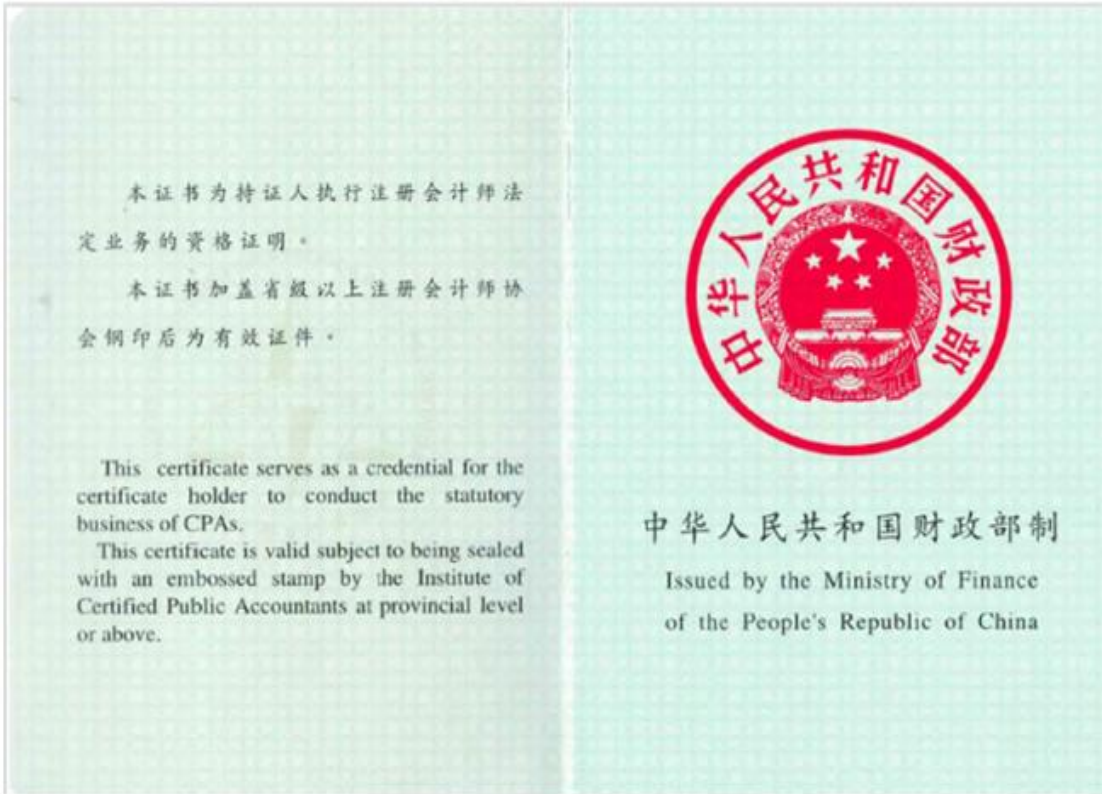 本证书为持证人执行注册会计师法
定业务的资格证明。
本证书加盖省级以上注册会计师协
会钢印后为有效证件。
This certificate serves as a credential for the
certificate holder to conduct the statutory
business of CPAs.
This certificate is valid subject to being sealed
with an embossed stamp by the Institute of
Certified Public Accountants at provincial level
or above.
中华人民共和国财政部
中华人民共和国财政部制
Issued by the Ministry of Finance
of the People's Republic of China